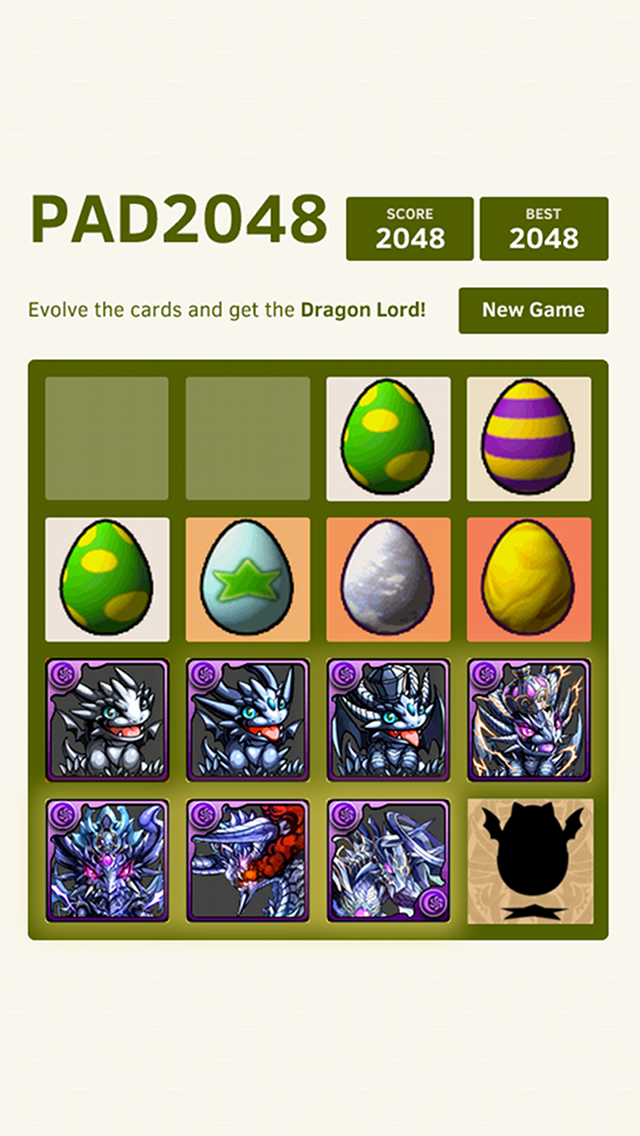 PAD2048
SCORE
2048
BEST
2048
Evolve the cards and get the Dragon Lord!
New Game